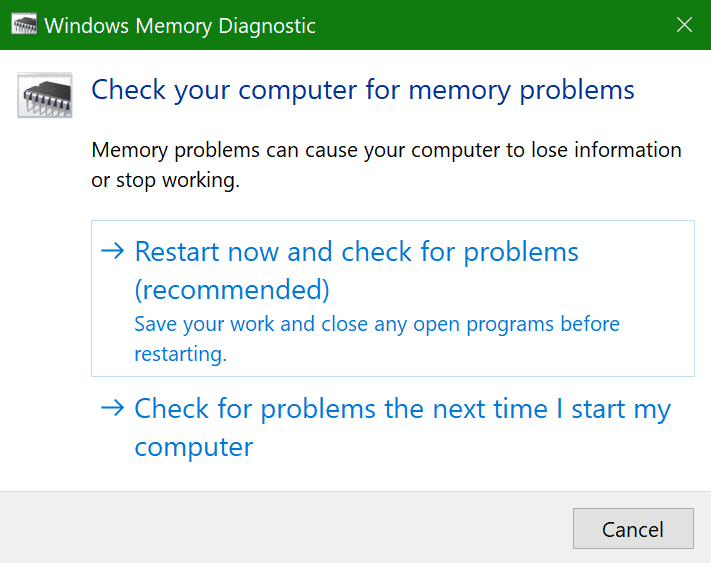 Windows Memory Diagnostic
Check your computer for memory problems
Memory problems can cause your computer to lose information
or stop working.
Restart now and check for problems
(recommended)
Save your work and close any open programs before
restarting.
Check for problems the next time I start my
computer
Cancel